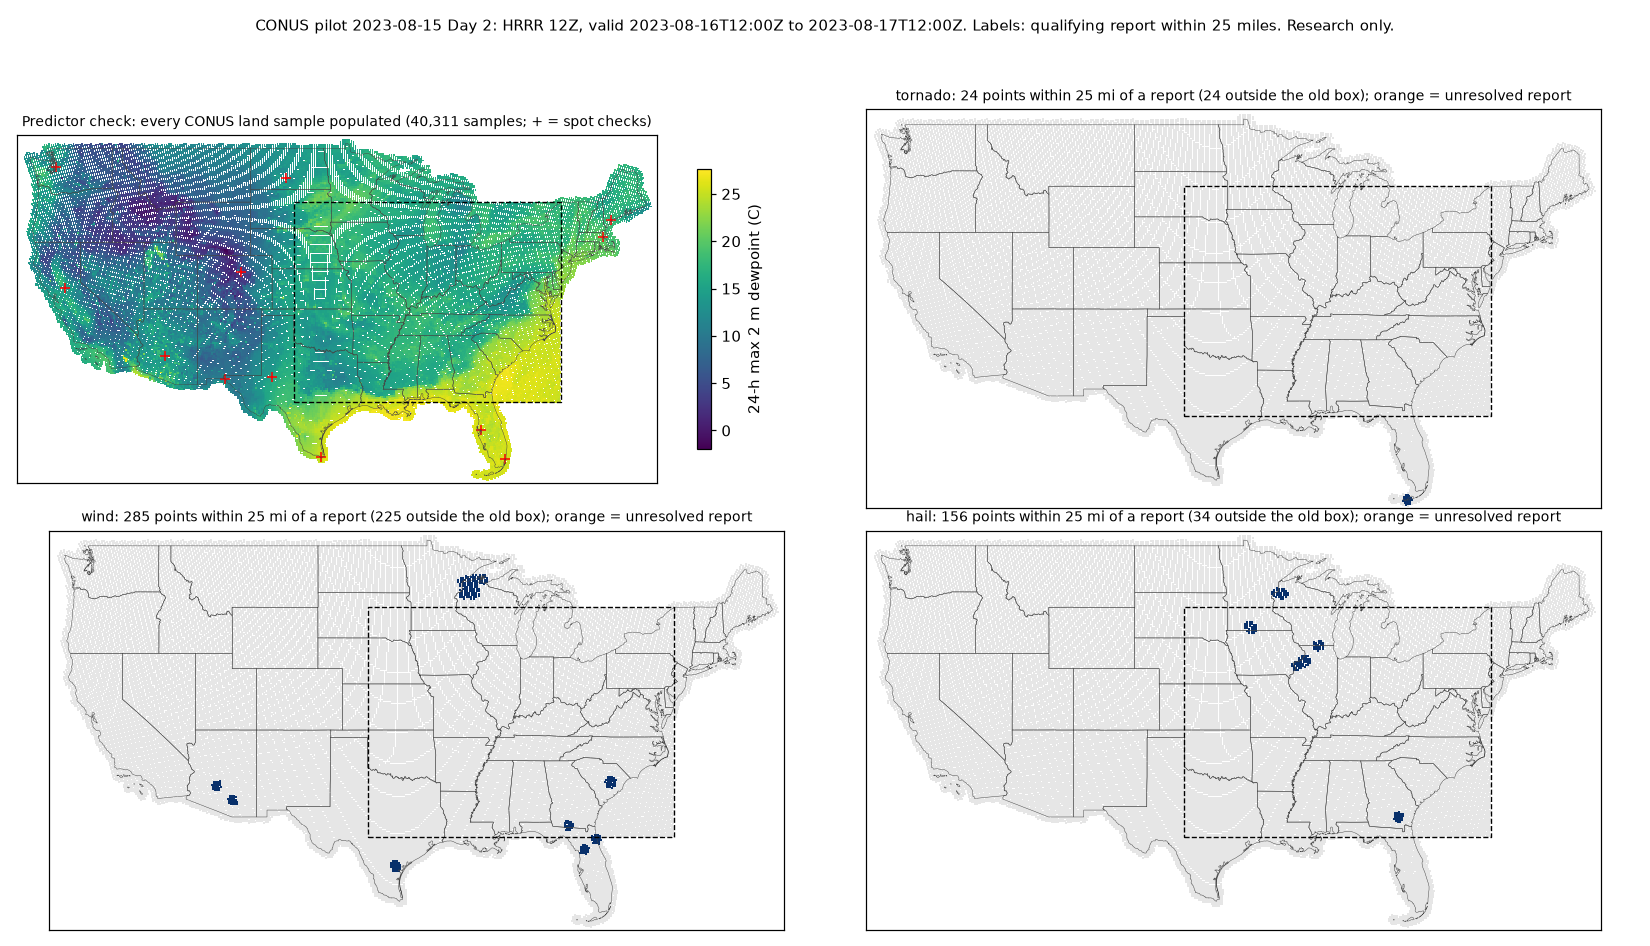 CONUS pilot 2023-08-15 Day 2: HRRR 12Z, valid 2023-08-16T12:00Z to 2023-08-17T12:00Z. Labels: qualifying report within 25 miles. Research only.
Predictor check: every CONUS land sample populated (40,311 samples; + = spot checks)
25
20
15
10
5
0
24-h max 2 m dewpoint (C)
tornado: 24 points within 25 mi of a report (24 outside the old box); orange = unresolved report
wind: 285 points within 25 mi of a report (225 outside the old box); orange = unresolved report
hail: 156 points within 25 mi of a report (34 outside the old box); orange = unresolved report